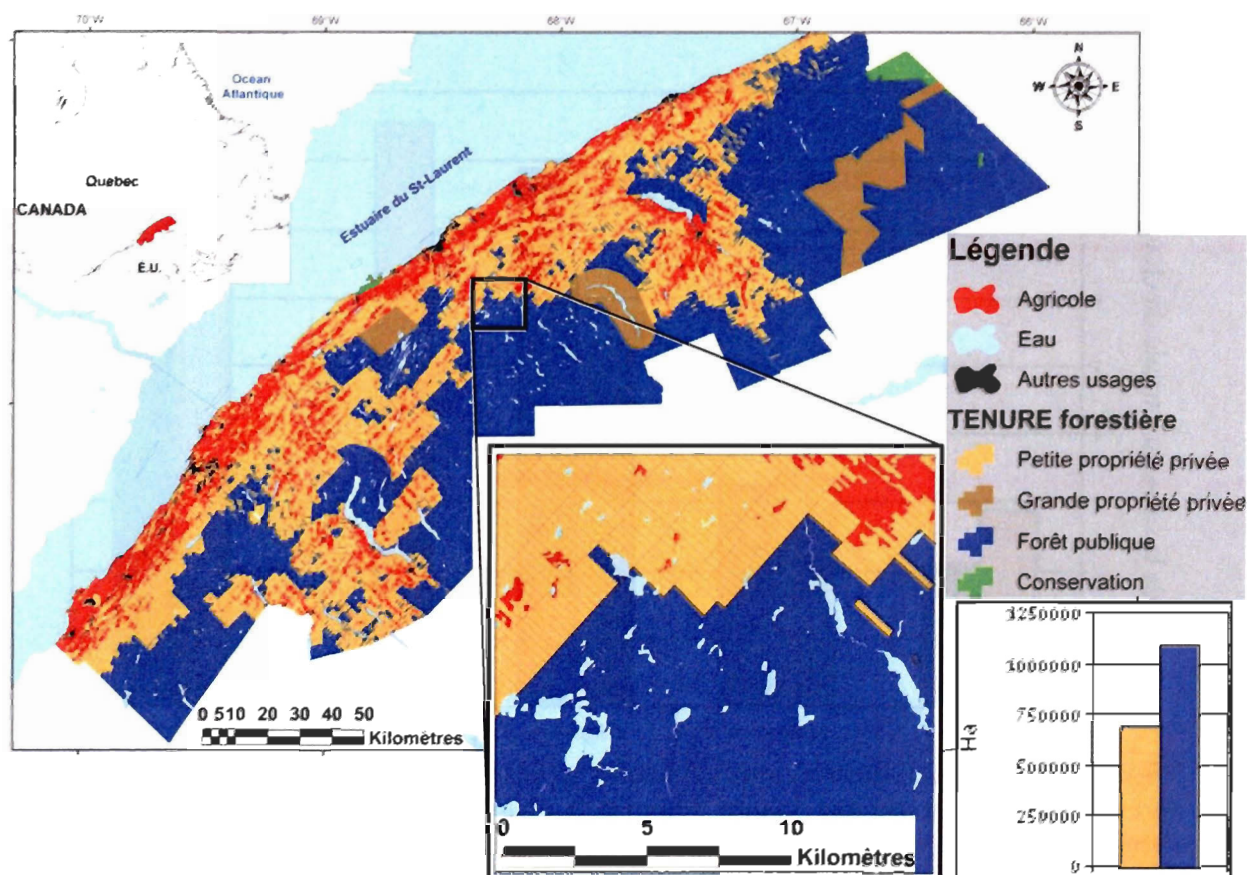 70°W
69°W
68°W
67°W
66°W
Océan
Atlantique
Quebec
CANADA
É.U.
Estuaire du St-Laurent
N
W
E
S
Légende
Agricole
Eau
Autres usages
TENURE forestière
Petite propriété privée
Grande propriété privée
Forêt publique
Conservation
0 5 10 20 30 40 50
Kilomètres
0 5 10
Kilomètres
Ha
1250000
1000000
750000
500000
250000
0